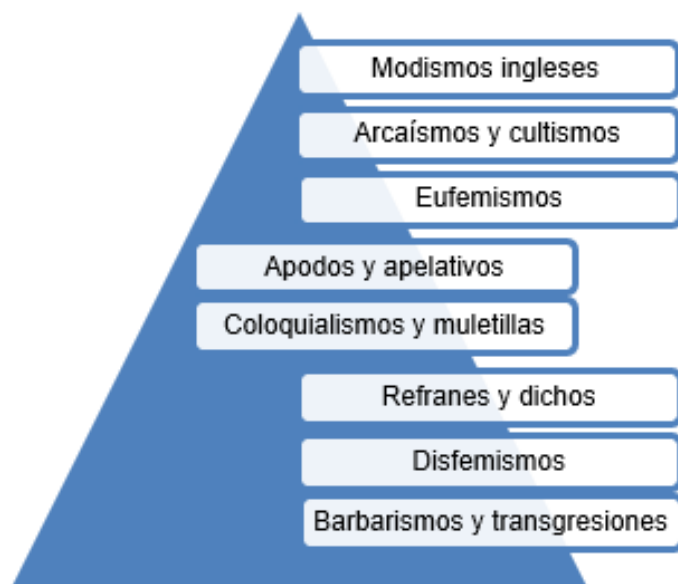 Modismos ingleses
Arcaísmos y cultismos
Eufemismos
Apodos y apelativos
Coloquialismos y muletillas
Refranes y dichos
Disfemismos
Barbarismos y transgresiones